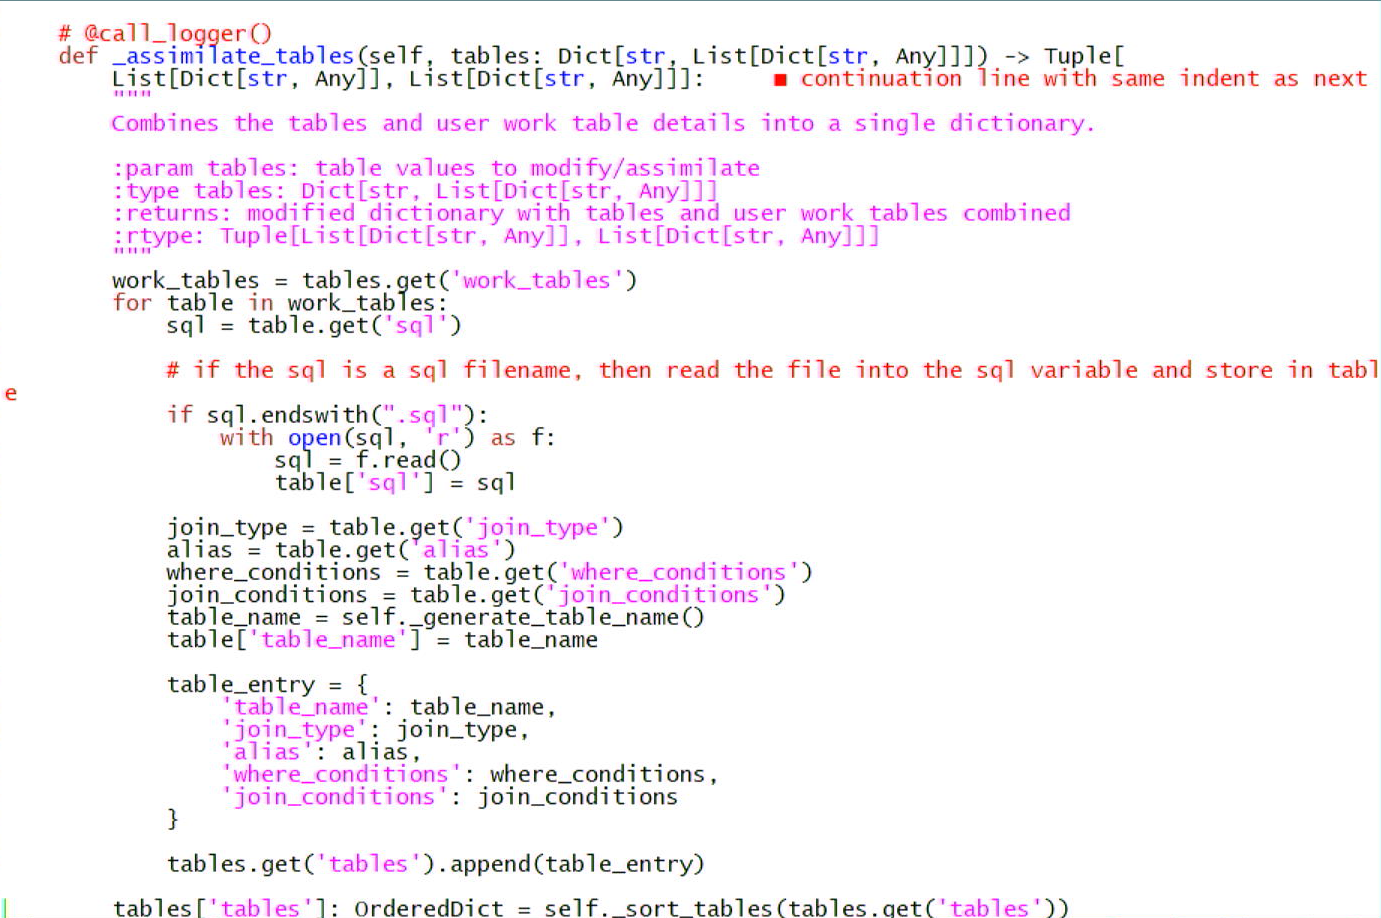 # @call_logger()
def _assimilate_tables(self, tables: Dict[str, List[Dict[str, Any]]]) -> Tuple[
List[Dict[str, Any]], List[Dict[str, Any]]]: ■ continuation line with same indent as next
"""
Combines the tables and user work table details into a single dictionary.
:param tables: table values to modify/assimilate
:type tables: Dict[str, List[Dict[str, Any]]]
:returns: modified dictionary with tables and user work tables combined
:rtype: Tuple[List[Dict[str, Any]], List[Dict[str, Any]]]
"""
work_tables = tables.get('work_tables')
for table in work_tables:
sql = table.get('sql')
# if the sql is a sql filename, then read the file into the sql variable and store in tabl
e
if sql.endswith(".sql"):
with open(sql, 'r') as f:
sql = f.read()
table['sql'] = sql
join_type = table.get('join_type')
alias = table.get('alias')
where_conditions = table.get('where_conditions')
join_conditions = table.get('join_conditions')
table_name = self._generate_table_name()
table['table_name'] = table_name
table_entry = {
'table_name': table_name,
'join_type': join_type,
'alias': alias,
'where_conditions': where_conditions,
'join_conditions': join_conditions
}
tables.get('tables').append(table_entry)
tables['tables']: OrderedDict = self._sort_tables(tables.get('tables'))